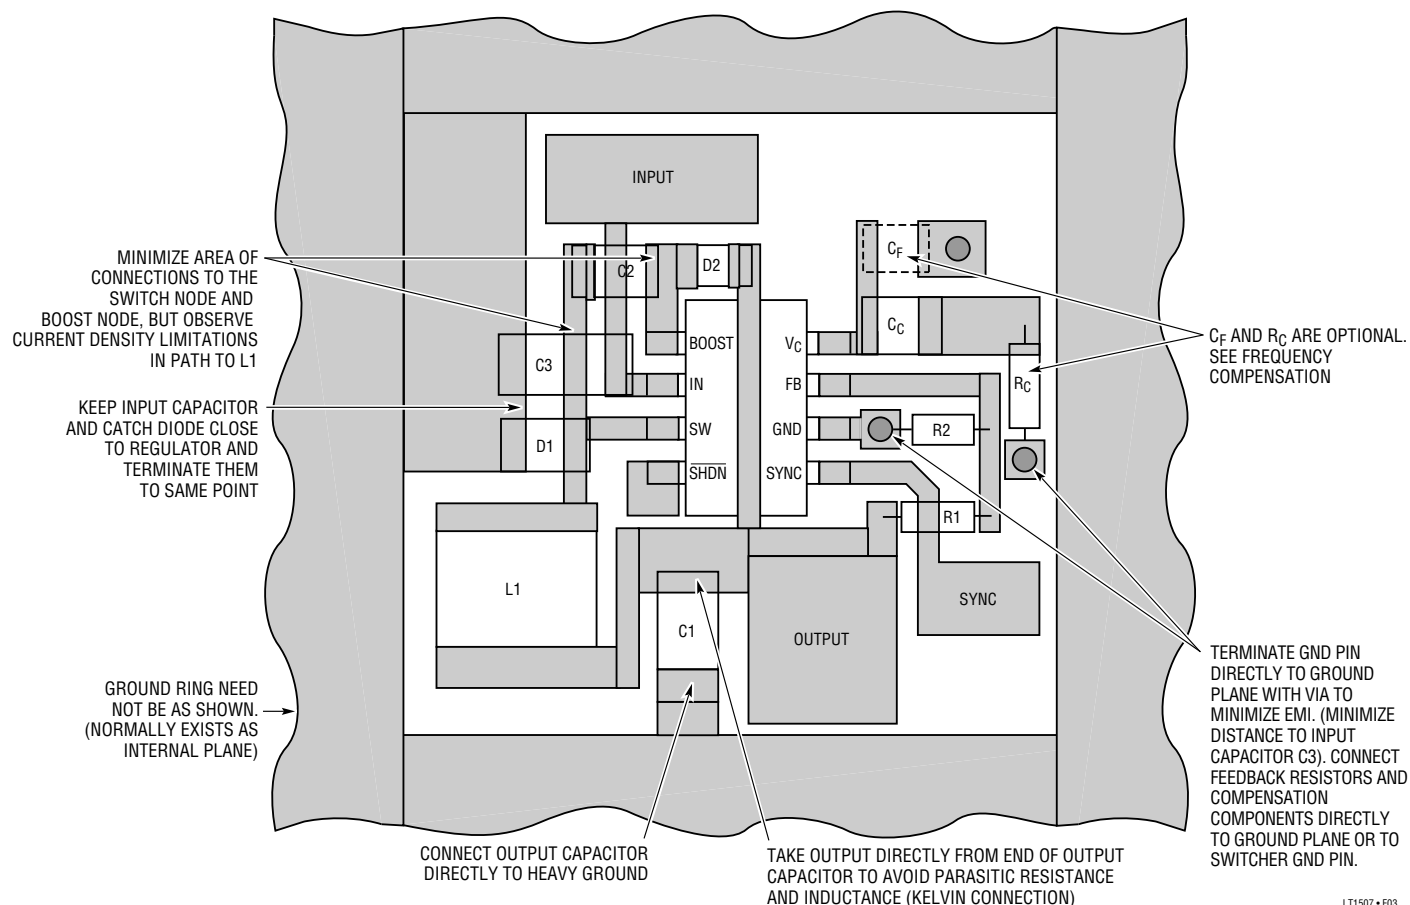 INPUT
MINIMIZE AREA OF
CONNECTIONS TO THE
SWITCH NODE AND
BOOST NODE, BUT OBSERVE
CURRENT DENSITY LIMITATIONS
IN PATH TO L1
C2
D2
CF
CC
CF AND RC ARE OPTIONAL.
SEE FREQUENCY
COMPENSATION
BOOST
VC
C3
IN
FB
RC
KEEP INPUT CAPACITOR
AND CATCH DIODE CLOSE
TO REGULATOR AND
TERMINATE THEM
TO SAME POINT
D1
SW
GND
R2
SHDN
SYNC
R1
L1
C1
OUTPUT
SYNC
GROUND RING NEED
NOT BE AS SHOWN.
(NORMALLY EXISTS AS
INTERNAL PLANE)
TERMINATE GND PIN
DIRECTLY TO GROUND
PLANE WITH VIA TO
MINIMIZE EMI. (MINIMIZE
DISTANCE TO INPUT
CAPACITOR C3). CONNECT
FEEDBACK RESISTORS AND
COMPENSATION
COMPONENTS DIRECTLY
TO GROUND PLANE OR TO
SWITCHER GND PIN.
CONNECT OUTPUT CAPACITOR
DIRECTLY TO HEAVY GROUND
TAKE OUTPUT DIRECTLY FROM END OF OUTPUT
CAPACITOR TO AVOID PARASITIC RESISTANCE
AND INDUCTANCE (KELVIN CONNECTION)
LT1507 • F03